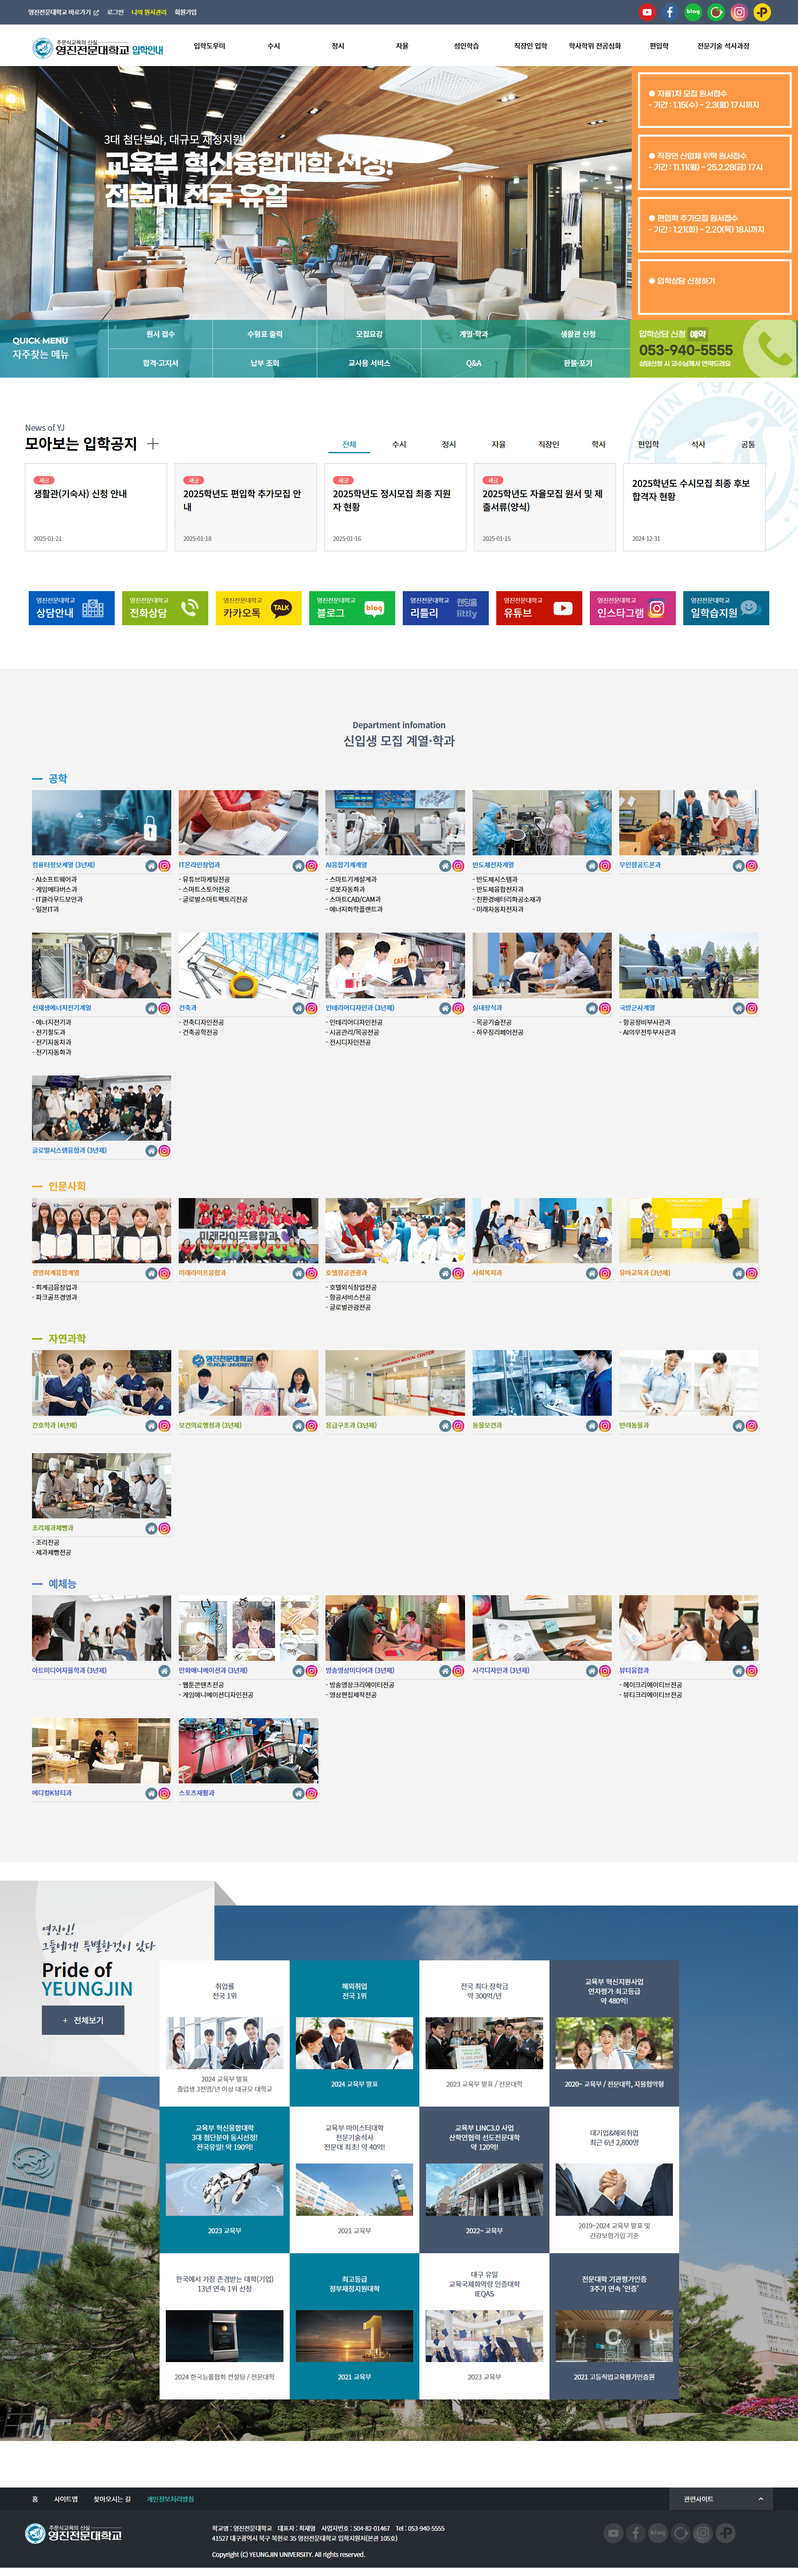 영진전문대학교 바로가기
로그인
나의 원서관리
회원가입
blog
주문식교육의 산실
영진전문대학교 입학안내
입학도우미
수시
정시
자율
성인학습
직장인 입학
학사학위 전공심화
편입학
전문기술 석사과정
3대 첨단분야, 대규모 재정지원!
교육부 혁신융합대학 선정!
전문대 전국 유일
● 자율1차 모집 원서접수
- 기간 : 1.15(수) ~ 2.3(월) 17시까지
● 직장인 산업체 위탁 원서접수
- 기간 : 11.11(월) ~ 25.2.28(금) 17시
● 편입학 추가모집 원서접수
- 기간 : 1.21(화) ~ 2.20(목) 18시까지
● 입학상담 신청하기
QUICK MENU
자주찾는 메뉴
원서 접수
수험표 출력
모집요강
계열·학과
생활관 신청
합격·고지서
납부 조회
교사용 서비스
Q&A
환불·포기
입학상담 신청 예약
053-940-5555
상담신청 시 교수님께서 연락드려요
News of YJ
모아보는 입학공지
전체
수시
정시
자율
직장인
학사
편입학
석사
공통
새글
생활관(기숙사) 신청 안내
2025-01-21
새글
2025학년도 편입학 추가모집 안
내
2025-01-18
새글
2025학년도 정시모집 최종 지원
자 현황
2025-01-16
새글
2025학년도 자율모집 원서 및 제
출서류(양식)
2025-01-15
2025학년도 수시모집 최종 후보
합격자 현황
2024-12-31
영진전문대학교
상담안내
영진전문대학교
전화상담
영진전문대학교
카카오톡
TALK
영진전문대학교
블로그
blog
영진전문대학교
리틀리
랜딩홈
littly
영진전문대학교
유튜브
영진전문대학교
인스타그램
영진전문대학교
일학습지원
Department infomation
신입생 모집 계열·학과
공학
컴퓨터정보계열 (3년제)
- AI소프트웨어과
- 게임메타버스과
- IT클라우드보안과
- 일본IT과
IT온라인창업과
- 유튜브마케팅전공
- 스마트스토어전공
- 글로벌스마트팩토리전공
AI융합기계계열
- 스마트기계설계과
- 로봇자동화과
- 스마트CAD/CAM과
- 에너지화학플랜트과
반도체전자계열
- 반도체시스템과
- 반도체융합전자과
- 친환경배터리화공소재과
- 미래자동차전자과
무인항공드론과
신재생에너지전기계열
- 에너지전기과
- 전기철도과
- 전기자동차과
- 전기자동화과
건축과
- 건축디자인전공
- 건축공학전공
CAFE
인테리어디자인과 (3년제)
- 인테리어디자인전공
- 시공관리/목공전공
- 전시디자인전공
실내장식과
- 목공기술전공
- 하우징리페어전공
국방군사계열
- 항공정비부사관과
- AI의무전투부사관과
글로벌시스템융합과 (3년제)
인문사회
경영회계융합계열
- 회계금융창업과
- 파크골프경영과
미래라이프융합과
미래라이프융합과
호텔항공관광과
- 호텔외식창업전공
- 항공서비스전공
- 글로벌관광전공
사회복지과
유아교육과 (3년제)
자연과학
간호학과 (4년제)
영진전문대학교
YEUNGJIN UNIVERSITY
보건의료행정과 (3년제)
EMERGENCY MEDICAL CENTER
응급구조과 (3년제)
동물보건과
반려동물과
조리제과제빵과
- 조리전공
- 제과제빵전공
예체능
아트미디어자율학과 (3년제)
만화애니메이션과 (3년제)
- 웹툰콘텐츠전공
- 게임애니메이션디자인전공
방송영상미디어과 (3년제)
- 방송영상크리에이터전공
- 영상편집제작전공
시각디자인과 (3년제)
뷰티융합과
- 헤어크리에이티브전공
- 뷰티크리에이티브전공
메디컬K뷰티과
스포츠재활과
영진인!
그들에게 특별한것이 있다
Pride of
YEUNGJIN
+ 전체보기
취업률
전국 1위
2024 교육부 발표
졸업생 3천명/년 이상 대규모 대학교
해외취업
전국 1위
2024 교육부 발표
전국 최다 장학금
약 300억/년
2023 교육부 발표 / 전문대학
교육부 혁신지원사업
연차평가 최고등급
약 480억!
2020~ 교육부 / 전문대학, 자율협약형
교육부 혁신융합대학
3대 첨단분야 동시선정!
전국유일! 약 190억!
2023 교육부
교육부 마이스터대학
전문기술석사
전문대 최초! 약 40억!
2021 교육부
교육부 LINC3.0 사업
산학연협력 선도전문대학
약 120억!
2022~ 교육부
대기업&해외취업
최근 6년 2,800명
2019~2024 교육부 발표 및
건강보험가입 기준
한국에서 가장 존경받는 대학(기업)
13년 연속 1위 선정
2024 한국능률협회 컨설팅 / 전문대학
최고등급
정부재정지원대학
1
2021 교육부
대구 유일
교육국제화역량 인증대학
IEQAS
2023 교육부
전문대학 기관평가인증
3주기 연속 '인증'
Y C U
2021 고등직업교육평가인증원
홈
사이트맵
찾아오시는 길
개인정보처리방침
관련사이트
주문식교육의 산실
영진전문대학교
학교명 : 영진전문대학교 대표자 : 최재영 사업자번호 : 504-82-01467 Tel : 053-940-5555
41527 대구광역시 북구 복현로 35 영진전문대학교 입학지원처(본관 105호)
Copyright (C) YEUNGJIN UNIVERSITY. All rights reserved.
blog